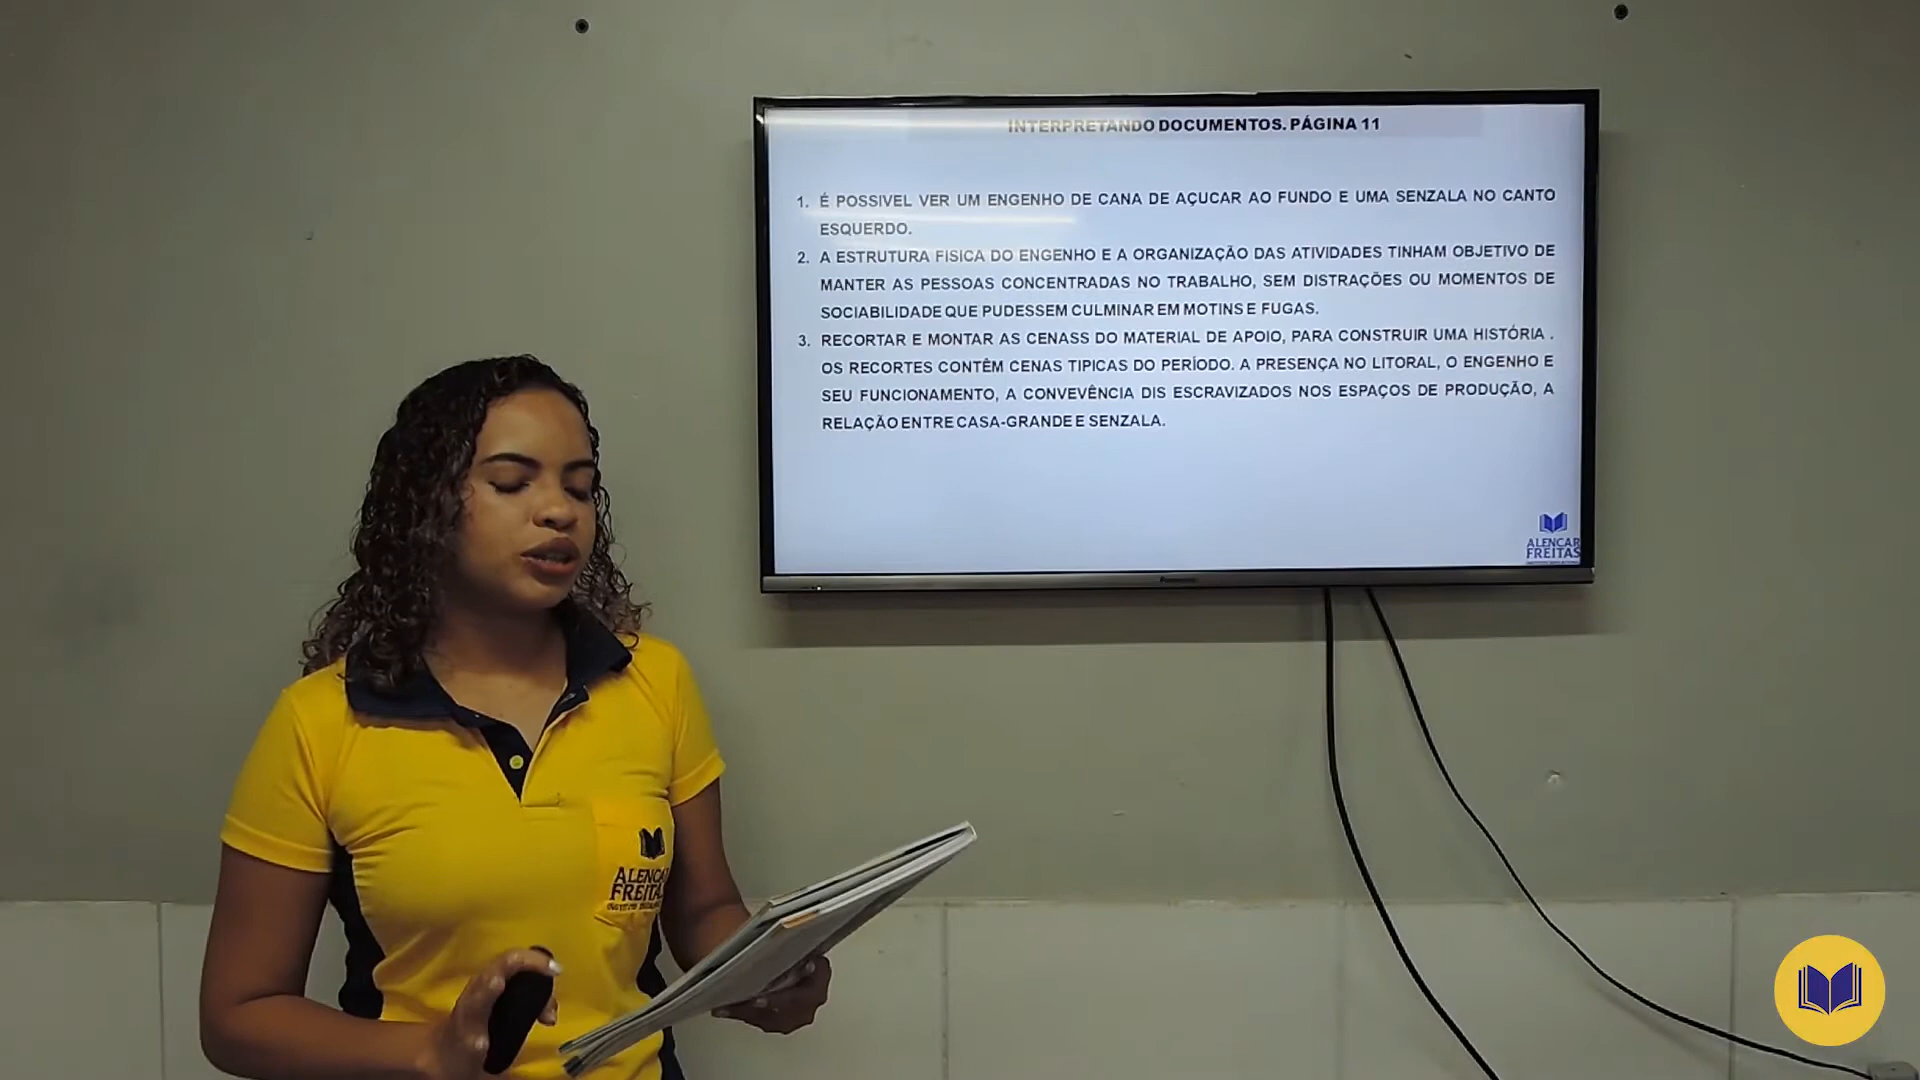 INTERPRETANDO DOCUMENTOS. PÁGINA 11
1. É POSSIVEL VER UM ENGENHO DE CANA DE AÇUCAR AO FUNDO E UMA SENZALA NO CANTO
ESQUERDO.
2. A ESTRUTURA FISICA DO ENGENHO E A ORGANIZAÇÃO DAS ATIVIDADES TINHAM OBJETIVO DE
MANTER AS PESSOAS CONCENTRADAS NO TRABALHO, SEM DISTRAÇÕES OU MOMENTOS DE
SOCIABILIDADE QUE PUDESSEM CULMINAR EM MOTINS E FUGAS.
3. RECORTAR E MONTAR AS CENASS DO MATERIAL DE APOIO, PARA CONSTRUIR UMA HISTÓRIA .
OS RECORTES CONTÊM CENAS TIPICAS DO PERÍODO. A PRESENÇA NO LITORAL, O ENGENHO E
SEU FUNCIONAMENTO, A CONVEVÊNCIA DIS ESCRAVIZADOS NOS ESPAÇOS DE PRODUÇÃO, A
RELAÇÃO ENTRE CASA-GRANDE E SENZALA.
ALENCAR
FREITAS
Panasonic
ALENCA
FREITA